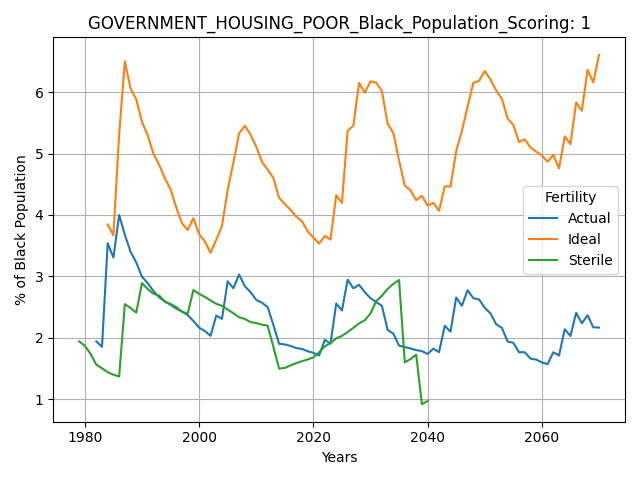 GOVERNMENT_HOUSING_POOR_Black_Population_Scoring: 1
% of Black Population
6
5
4
3
2
1
Fertility
Actual
Ideal
Sterile
1980 2000 2020 2040 2060
Years